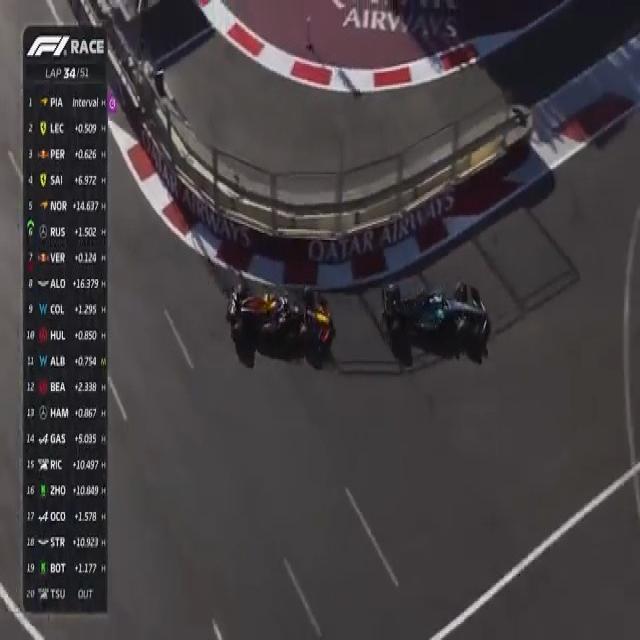 AIRWAYS
F1 RACE
LAP 34/51
1 PIA Interval H
2 LEC +0.509 H
3 PER +0.626 H
4 SAI +6.972 H
5 NOR +14.637 H
6 RUS +1.502 H
7 VER +0.124 H
8 ALO +16.379 H
9 COL +1.295 H
10 HUL +0.850 H
11 ALB +0.754 M
12 BEA +2.338 H
13 HAM +0.867 H
14 GAS +5.035 H
15 RIC +10.497 H
16 ZHO +10.849 H
17 OCO +1.578 H
18 STR +10.923 H
19 BOT +1.177 H
20 TSU OUT
AIRWAYS
QATAR AIRWAYS